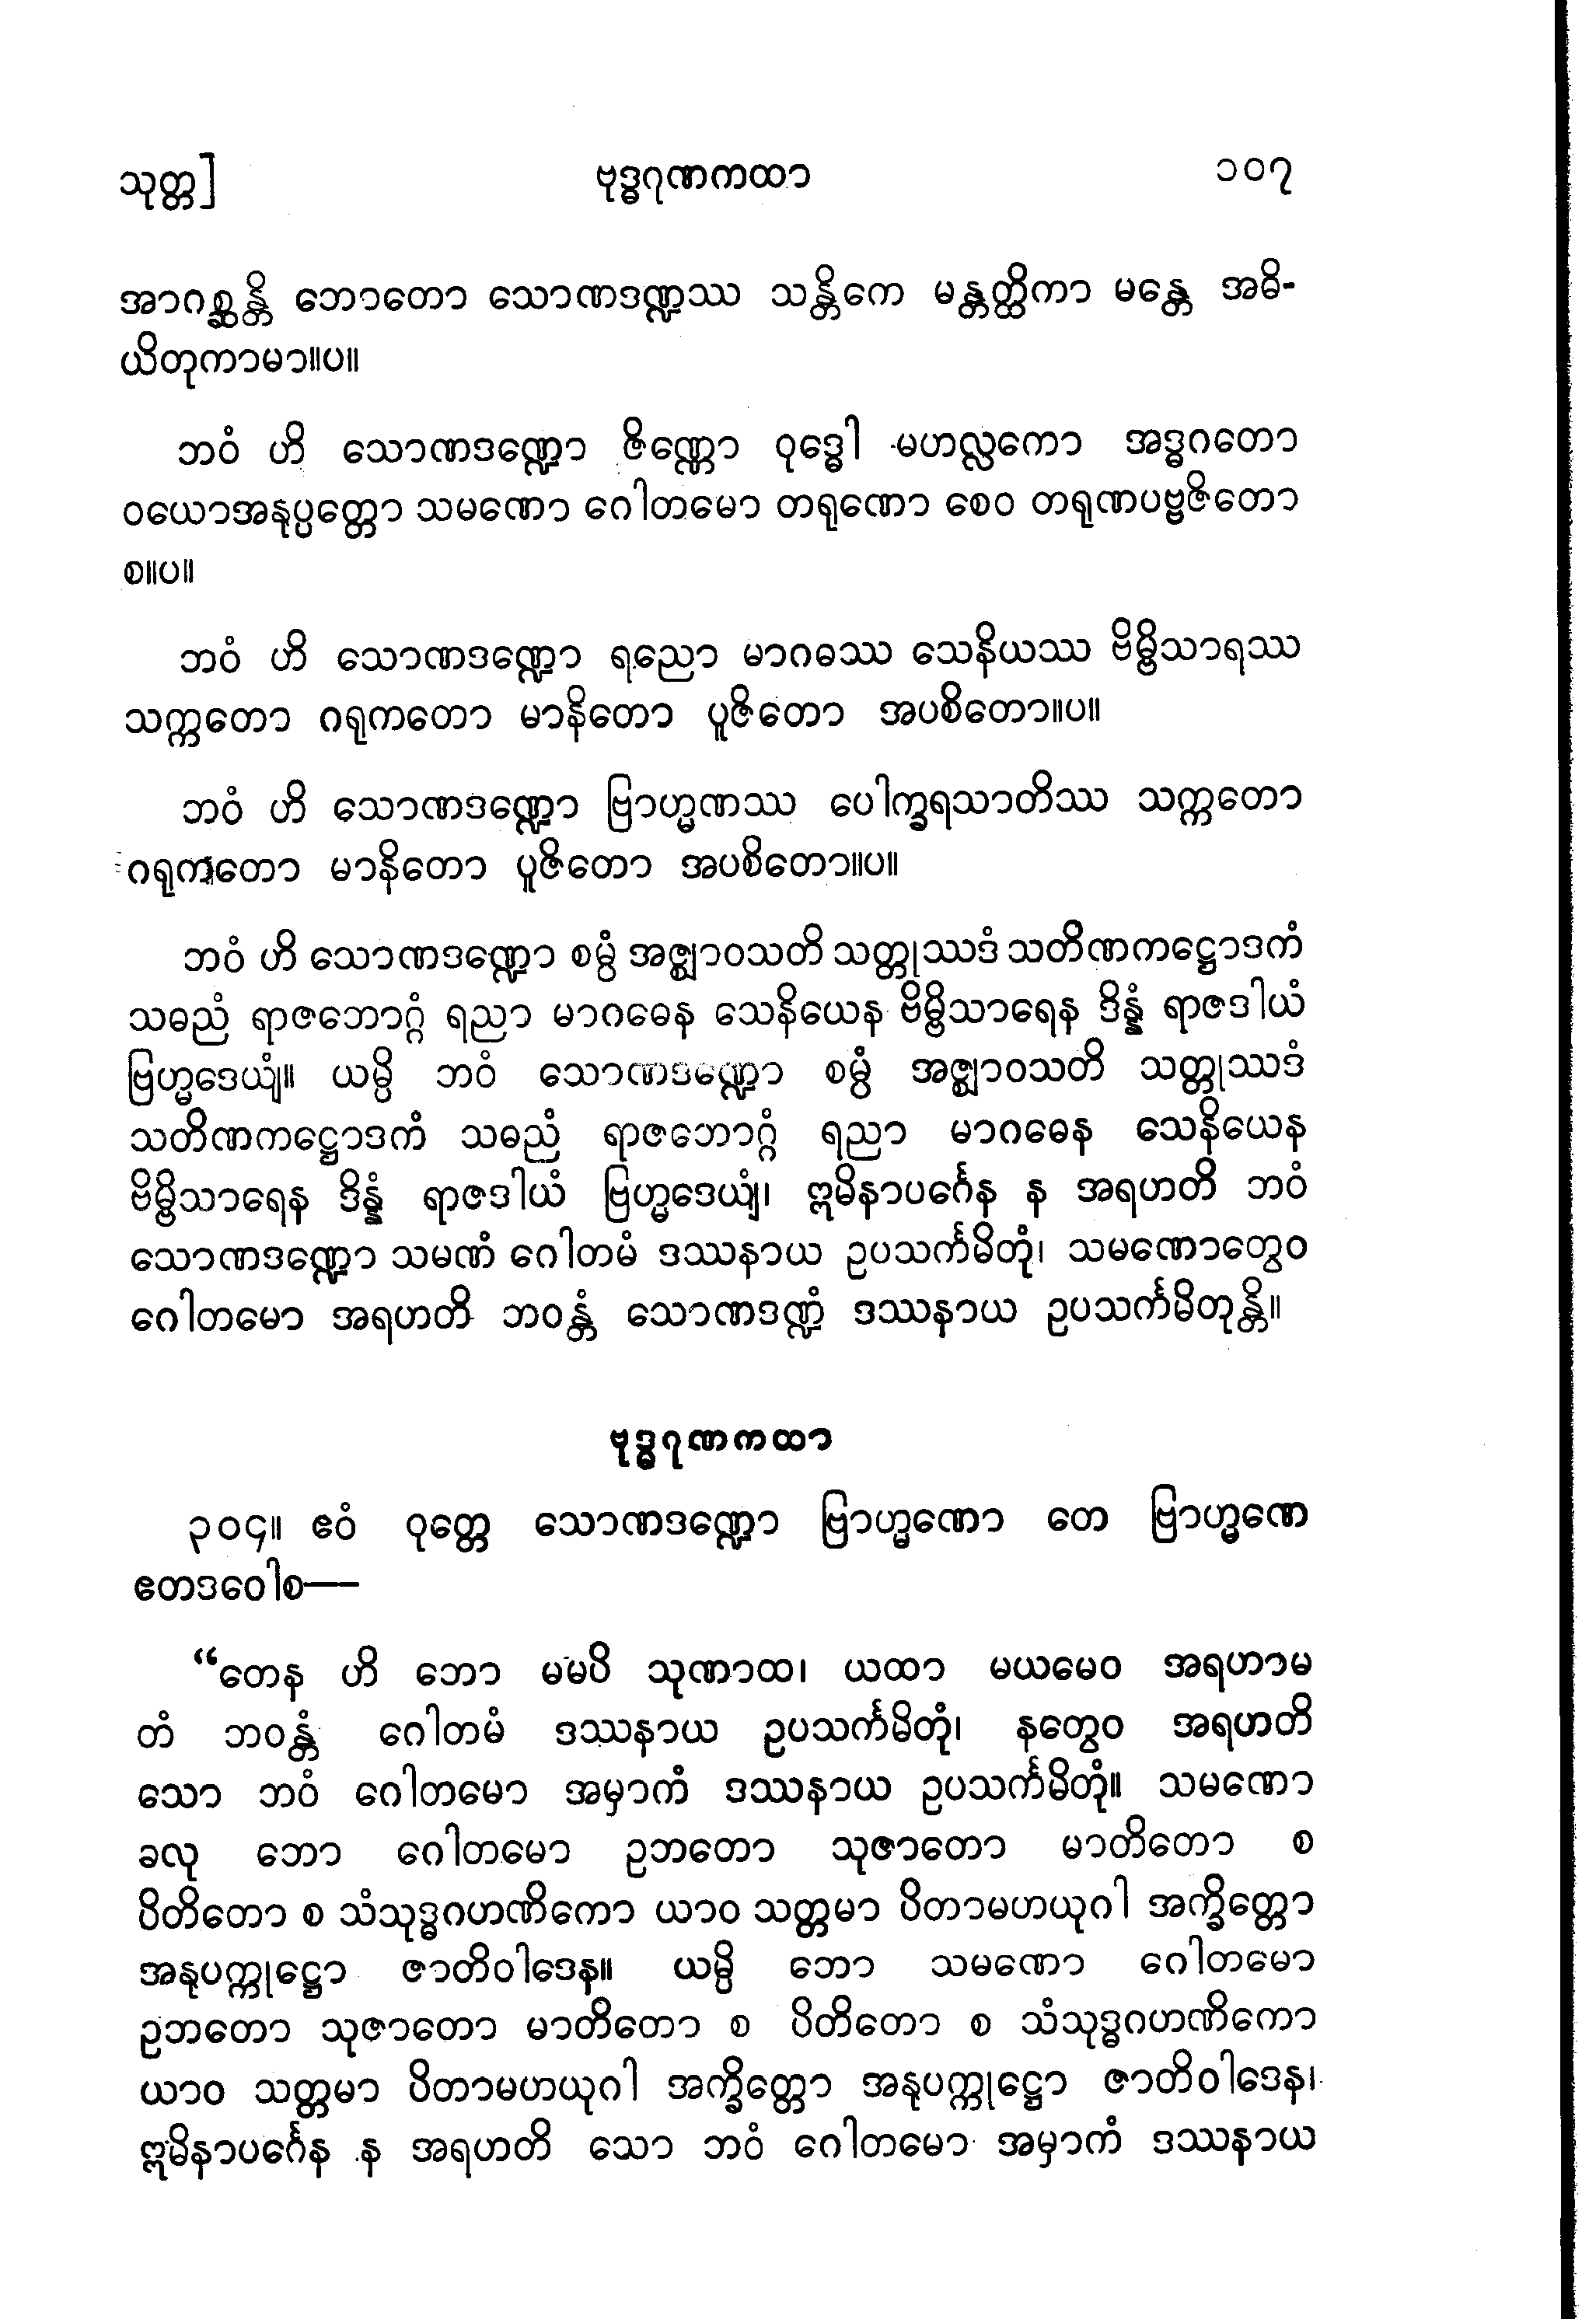 သုတ္တ] ဗုဒ္ဓဂုဏကထာ ၁၀၇
အာဂစ္ဆန္တိ ဘောတော သောဏဒဏ္ဍဿ သန္တိကေ မန္တတ္ထိကာ မန္တေ အဓိ-
ယိတုကာမာ။ပ။
ဘဝံ ဟိ သောဏဒဏ္ဍော ဇိဏ္ဏော ဝုဒ္ဓေါ မဟလ္လကော အဒ္ဓဂတော
ဝယောအနုပ္ပတ္တော သမဏော ဂေါတမော တရုဏော စေဝ တရုဏပဗ္ဗဇိတော
စ။ပ။
ဘဝံ ဟိ သောဏဒဏ္ဍော ရညော မာဂဓဿ သေနိယဿ ဗိမ္ဗိသာရဿ
သက္ကတော ဂရုကတော မာနိတော ပူဇိတော အပစိတော။ပ။
ဘဝံ ဟိ သောဏဒဏ္ဍော ဗြာဟ္မဏဿ ပေါက္ခရသာတိဿ သက္ကတော
ဂရုကတော မာနိတော ပူဇိတော အပစိတော။ပ။
ဘဝံ ဟိ သောဏဒဏ္ဍော စမ္ပံ အဇ္ဈာဝသတိ သတ္တုဿဒံ သတိဏကဋ္ဌောဒကံ
သဓညံ ရာဇဘောဂ္ဂံ ရညာ မာဂဓေန သေနိယေန ဗိမ္ဗိသာရေန ဒိန္နံ ရာဇဒါယံ
ဗြဟ္မဒေယျံ။ ယမ္ပိ ဘဝံ သောဏဒဏ္ဍော စမ္ပံ အဇ္ဈာဝသတိ သတ္တုဿဒံ
သတိဏကဋ္ဌောဒကံ သဓညံ ရာဇဘောဂ္ဂံ ရညာ မာဂဓေန သေနိယေန
ဗိမ္ဗိသာရေန ဒိန္နံ ရာဇဒါယံ ဗြဟ္မဒေယျံ၊ ဣမိနာပင်္ဂေန န အရဟတိ ဘဝံ
သောဏဒဏ္ဍော သမဏံ ဂေါတမံ ဒဿနာယ ဥပသင်္ကမိတုံ၊ သမဏောတွေဝ
ဂေါတမော အရဟတိ ဘဝန္တံ သောဏဒဏ္ဍံ ဒဿနာယ ဥပသင်္ကမိတုန္တိ။
ဗုဒ္ဓဂုဏကထာ
၃၀၄။ ဧဝံ ဝုတ္တေ သောဏဒဏ္ဍော ဗြာဟ္မဏော တေ ဗြာဟ္မဏေ
ဧတဒဝေါစ—
“တေန ဟိ ဘော မမပိ သုဏာထ၊ ယထာ မယမေဝ အရဟာမ
တံ ဘဝန္တံ ဂေါတမံ ဒဿနာယ ဥပသင်္ကမိတုံ၊ နတွေဝ အရဟတိ
သော ဘဝံ ဂေါတမော အမှာကံ ဒဿနာယ ဥပသင်္ကမိတုံ။ သမဏော
ခလု ဘော ဂေါတမော ဥဘတော သုဇာတော မာတိတော စ
ပိတိတော စ သံသုဒ္ဓဂဟဏိကော ယာဝ သတ္တမာ ပိတာမဟယုဂါ အက္ခိတ္တော
အနုပက္ကုဋ္ဌော ဇာတိဝါဒေန။ ယမ္ပိ ဘော သမဏော ဂေါတမော
ဥဘတော သုဇာတော မာတိတော စ ပိတိတော စ သံသုဒ္ဓဂဟဏိကော
ယာဝ သတ္တမာ ပိတာမဟယုဂါ အက္ခိတ္တော အနုပက္ကုဋ္ဌော ဇာတိဝါဒေန၊
ဣမိနာပင်္ဂေန န အရဟတိ သော ဘဝံ ဂေါတမော အမှာကံ ဒဿနာယ